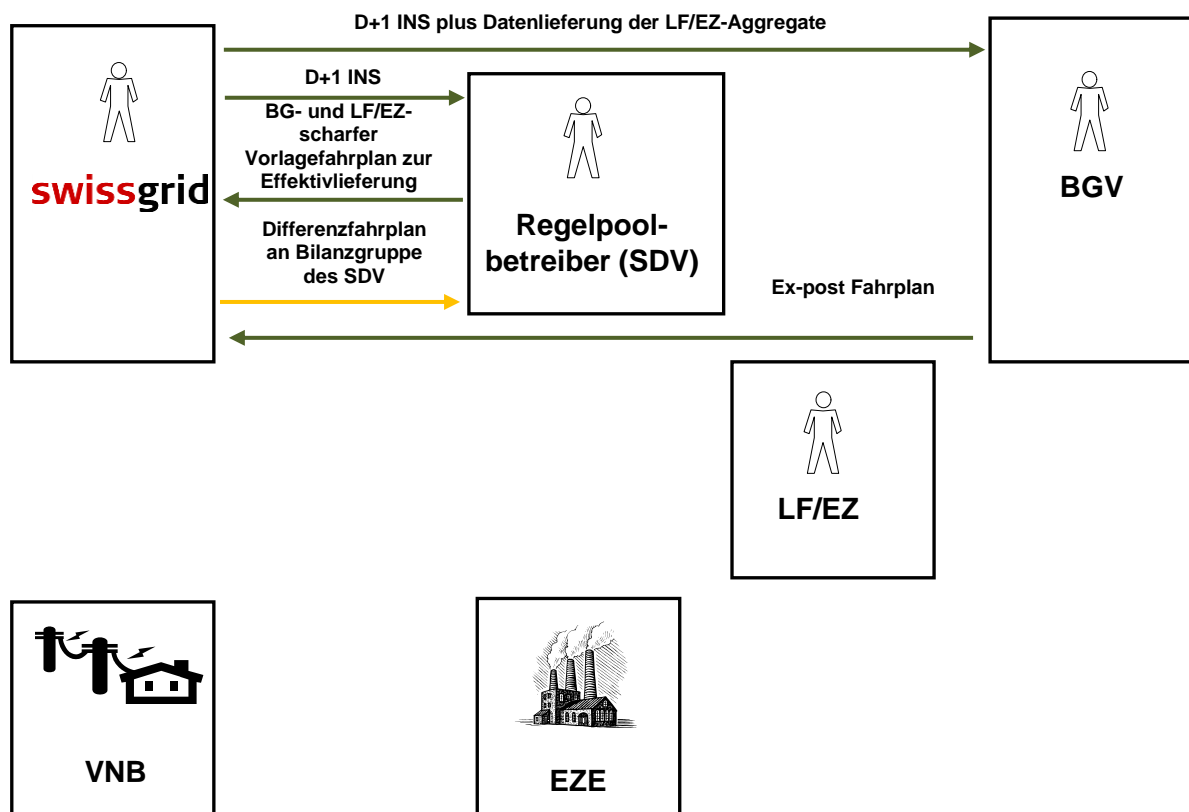 D+1 INS plus Datenlieferung der LF/EZ-Aggregate
D+1 INS
BG- und LF/EZ-
scharfer
Vorlagefahrplan zur
Effektivlieferung
swissgrid
Differenzfahrplan
an Bilanzgruppe
des SDV
Regelpool-
betreiber (SDV)
BGV
Ex-post Fahrplan
LF/EZ
VNB
EZE